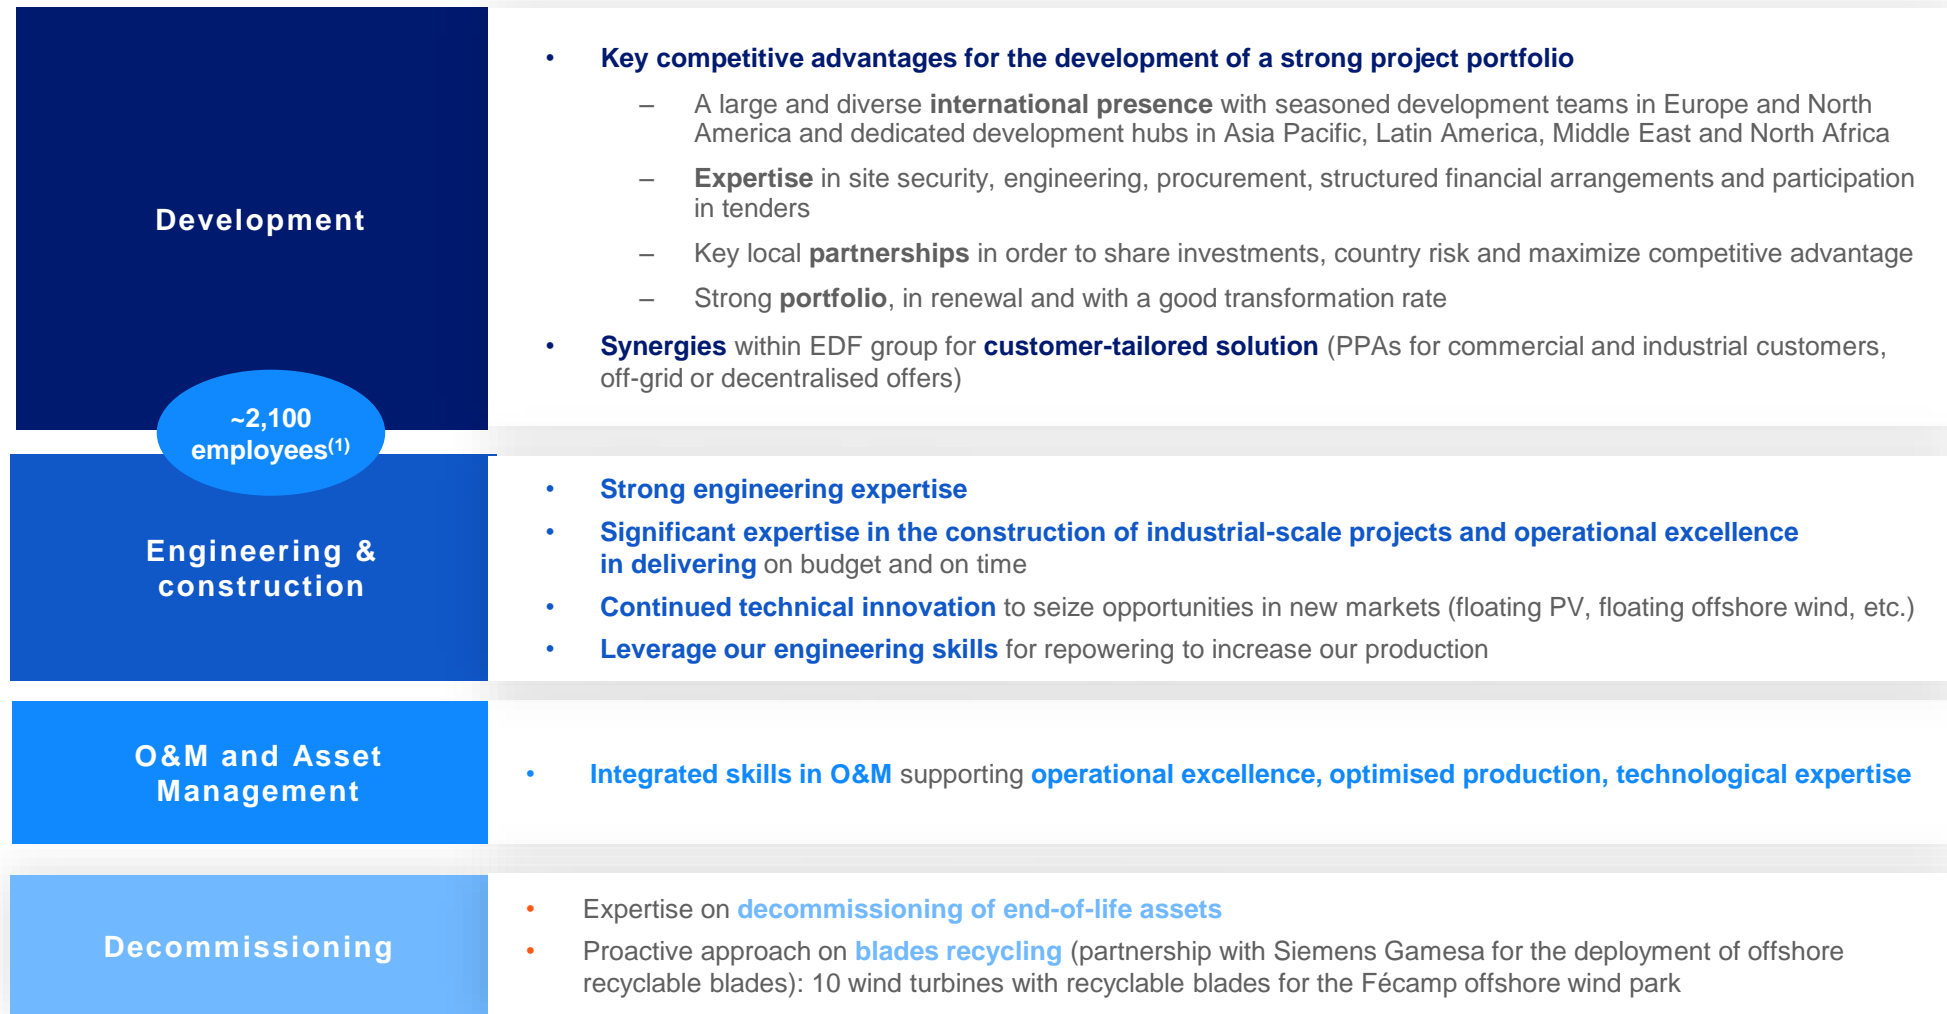 Development
• Key competitive advantages for the development of a strong project portfolio
– A large and diverse international presence with seasoned development teams in Europe and North
America and dedicated development hubs in Asia Pacific, Latin America, Middle East and North Africa
– Expertise in site security, engineering, procurement, structured financial arrangements and participation
in tenders
– Key local partnerships in order to share investments, country risk and maximize competitive advantage
– Strong portfolio, in renewal and with a good transformation rate
• Synergies within EDF group for customer-tailored solution (PPAs for commercial and industrial customers,
off-grid or decentralised offers)
~2,100
employees(1)
Engineering &
construction
• Strong engineering expertise
• Significant expertise in the construction of industrial-scale projects and operational excellence
in delivering on budget and on time
• Continued technical innovation to seize opportunities in new markets (floating PV, floating offshore wind, etc.)
• Leverage our engineering skills for repowering to increase our production
O&M and Asset
Management
• Integrated skills in O&M supporting operational excellence, optimised production, technological expertise
Decommissioning
• Expertise on decommissioning of end-of-life assets
• Proactive approach on blades recycling (partnership with Siemens Gamesa for the deployment of offshore
recyclable blades): 10 wind turbines with recyclable blades for the Fécamp offshore wind park